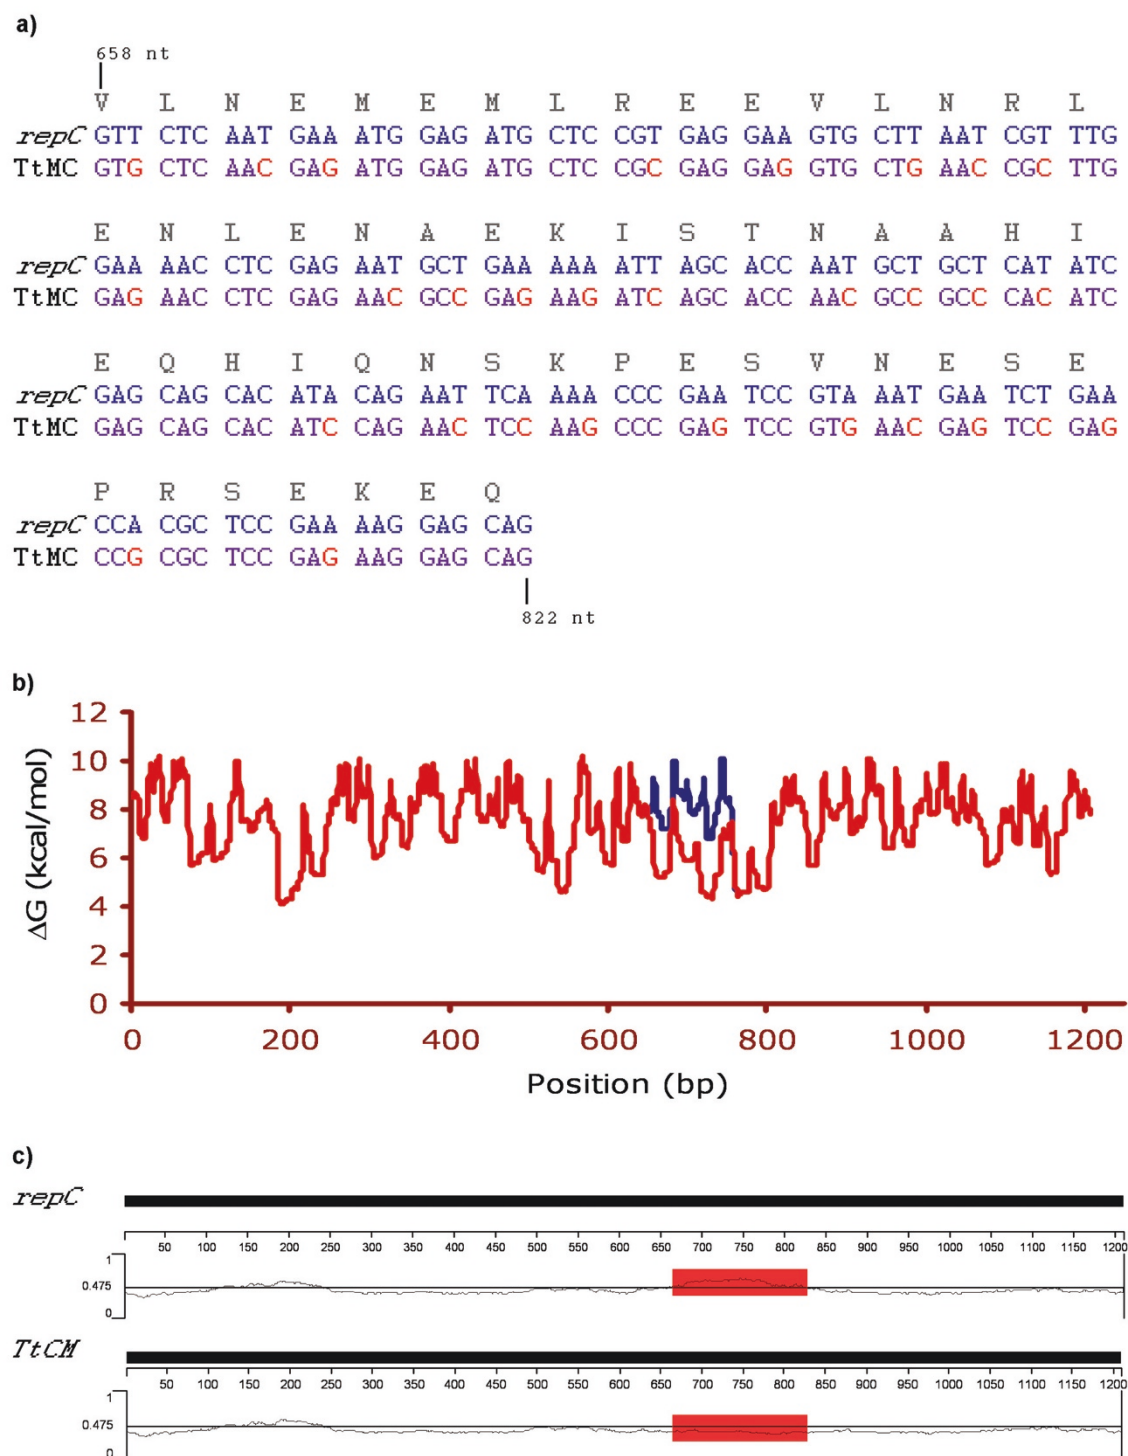 a)
658 nt
V L N E M E M L R E E V L N R L
repC GTT CTC AAT GAA ATG GAG ATG CTC CGT GAG GAA GTG CTT AAT CGT TTG
TtMC GTG CTC AAC GAG ATG GAG ATG CTC CGC GAG GAG GTG CTG AAC CGC TTG
E N L E N A E K I S T N A A H I
repC GAA AAC CTC GAG AAT GCT GAA AAA ATT AGC ACC AAT GCT GCT CAT ATC
TtMC GAG AAC CTC GAG AAC GCC GAG AAG ATC AGC ACC AAC GCC GCC CAC ATC
E Q H I Q N S K P E S V N E S E
repC GAG CAG CAC ATA CAG AAT TCA AAA CCC GAA TCC GTA AAT GAA TCT GAA
TtMC GAG CAG CAC ATC CAG AAC TCC AAG CCC GAG TCC GTG AAC GAG TCC GAG
P R S E K E Q
repC CCA CGC TCC GAA AAG GAG CAG
TtMC CCG CGC TCC GAG AAG GAG CAG
822 nt
b)
12
10
8
6
4
2
0
ΔG (kcal/mol)
0 200 400 600 800 1000 1200
Position (bp)
c)
repC
50 100 150 200 250 300 350 400 450 500 550 600 650 700 750 800 850 900 950 1000 1050 1100 1150 1200
1
0.475
0
TtCM
50 100 150 200 250 300 350 400 450 500 550 600 650 700 750 800 850 900 950 1000 1050 1100 1150 1200
1
0.475
0